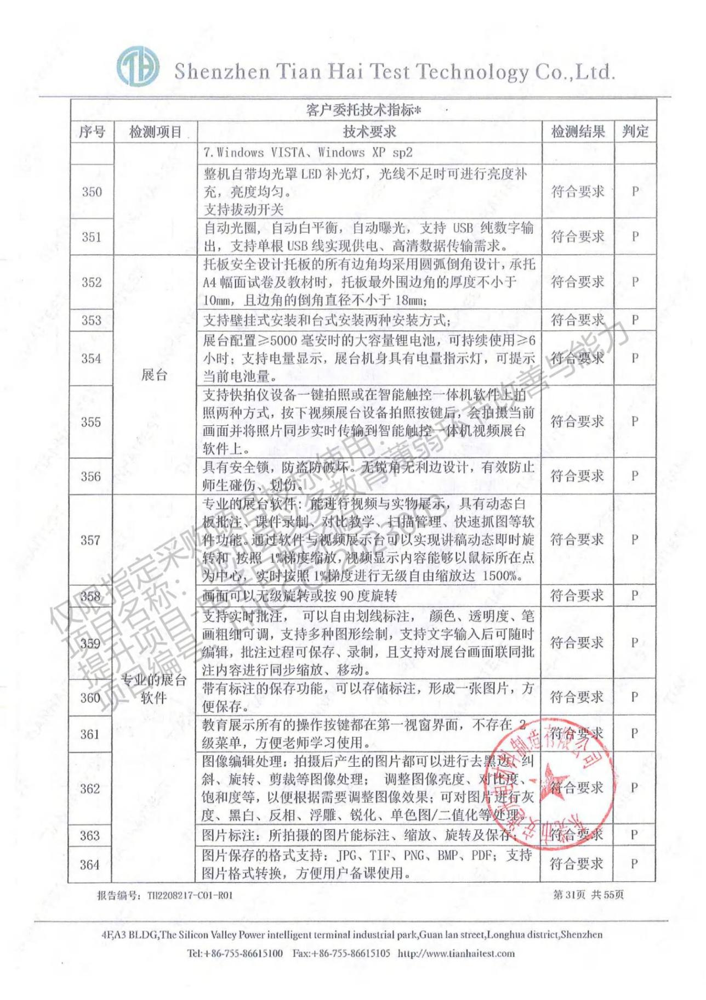 Shenzhen Tian Hai Test Technology Co.,Ltd.
客户委托技术指标*
序号 检测项目 技术要求 检测结果 判定
7.Windows VISTA、Windows XP sp2
350 整机自带均光罩 LED 补光灯，光线不足时可进行亮度补
充，亮度均匀。
支持拔动开关 符合要求 P
351 自动光圈，自动白平衡，自动曝光，支持 USB 纯数字输
出，支持单根 USB 线实现供电、高清数据传输需求。 符合要求 P
展台
352 托板安全设计托板的所有边角均采用圆弧倒角设计，承托
A4 幅面试卷及教材时，托板最外围边角的厚度不小于
10mm，且边角的倒角直径不小于 18mm； 符合要求 P
353 支持壁挂式安装和台式安装两种安装方式； 符合要求 P
354 展台配置≥5000 毫安时的大容量锂电池，可持续使用≥6
小时；支持电量显示，展台机身具有电量指示灯，可提示
当前电池量。 符合要求 P
355 支持快拍仪设备一键拍照或在智能触控一体机软件上拍
照两种方式，按下视频展台设备拍照按键后，会拍摄当前
画面并将照片同步实时传输到智能触控一体机视频展台
软件上。 符合要求 P
356 具有安全锁，防盗防破坏。无锐角无利边设计，有效防止
师生碰伤、划伤。 符合要求 P
专业的展台
软件
357 专业的展台软件：能进行视频与实物展示，具有动态白
板批注、课件录制、对比教学、扫描管理、快速抓图等软
件功能。通过软件与视频展示台可以实现讲稿动态即时旋
转和 按照 1%梯度缩放，视频显示内容能够以鼠标所在点
为中心，实时按照 1%梯度进行无级自由缩放达 1500%。 符合要求 P
358 画面可以无级旋转或按 90 度旋转 符合要求 P
359 支持实时批注， 可以自由划线标注， 颜色、透明度、笔
画粗细可调，支持多种图形绘制，支持文字输入后可随时
编辑，批注过程可保存、录制，且支持对展台画面联同批
注内容进行同步缩放、移动。 符合要求 P
360 带有标注的保存功能，可以存储标注，形成一张图片，方
便保存。 符合要求 P
361 教育展示所有的操作按键都在第一视窗界面，不存在 2
级菜单，方便老师学习使用。 符合要求 P
362 图像编辑处理：拍摄后产生的图片都可以进行去黑边、纠
斜、旋转、剪裁等图像处理； 调整图像亮度、对比度、
饱和度等，以便根据需要调整图像效果；可对图片进行灰
度、黑白、反相、浮雕、锐化、单色图/二值化等处理。 符合要求 P
363 图片标注：所拍摄的图片能标注、缩放、旋转及保存； 符合要求 P
364 图片保存的格式支持：JPG、TIF、PNG、BMP、PDF；支持
图片格式转换，方便用户备课使用。 符合要求 P
仅限指定采购项目投标使用：
报告编号：TH2208217-C01-R01 第 31页 共 55页
4F,A3 BLDG,The Silicon Valley Power intelligent terminal industrial park,Guan lan street,Longhua district,Shenzhen
Tel:+86-755-86615100 Fax:+86-755-86615105 http://www.tianhaitest.com